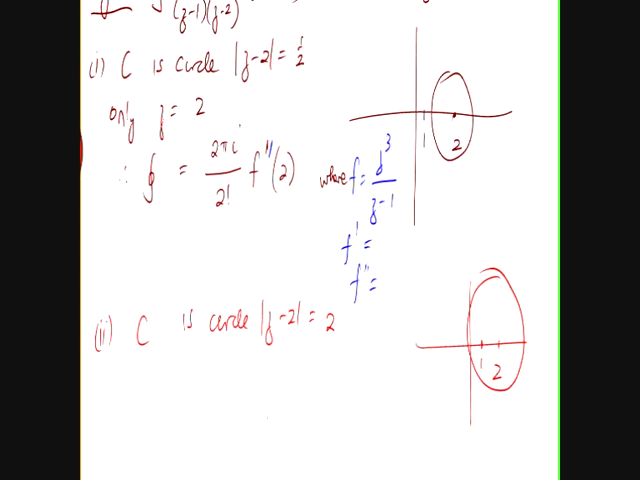 ∫ (z-1)(z-2)
(i) C is circle |z-2| = 1/2
only z = 2
∴ ∮ = 2πi/2! f''(2) where f = z^3/z-1
f' =
f'' =
1 2
(ii) C is circle |z-2| = 2
1 2